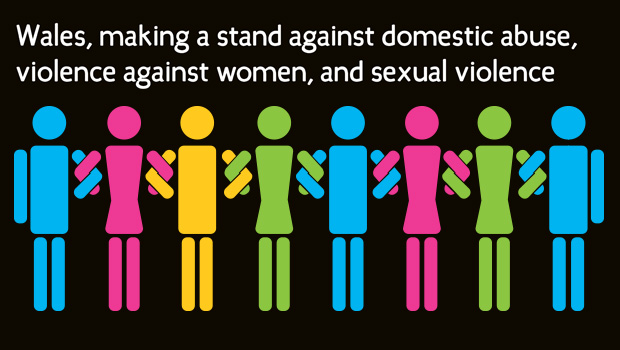 Wales, making a stand against domestic abuse,
violence against women, and sexual violence